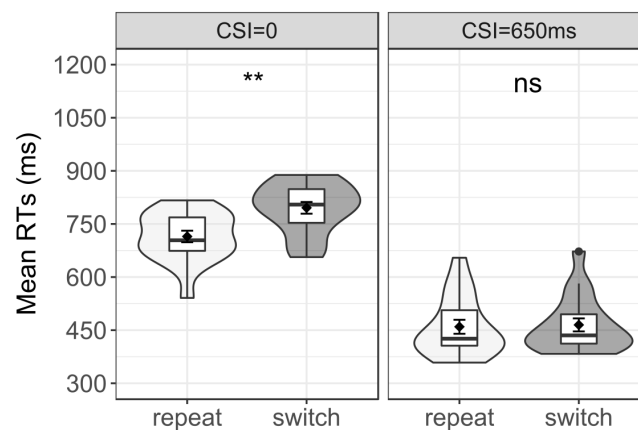 CSI=0
CSI=650ms
**
ns
Mean RTs (ms)
1200
1050
900
750
600
450
300
repeat
switch
repeat
switch